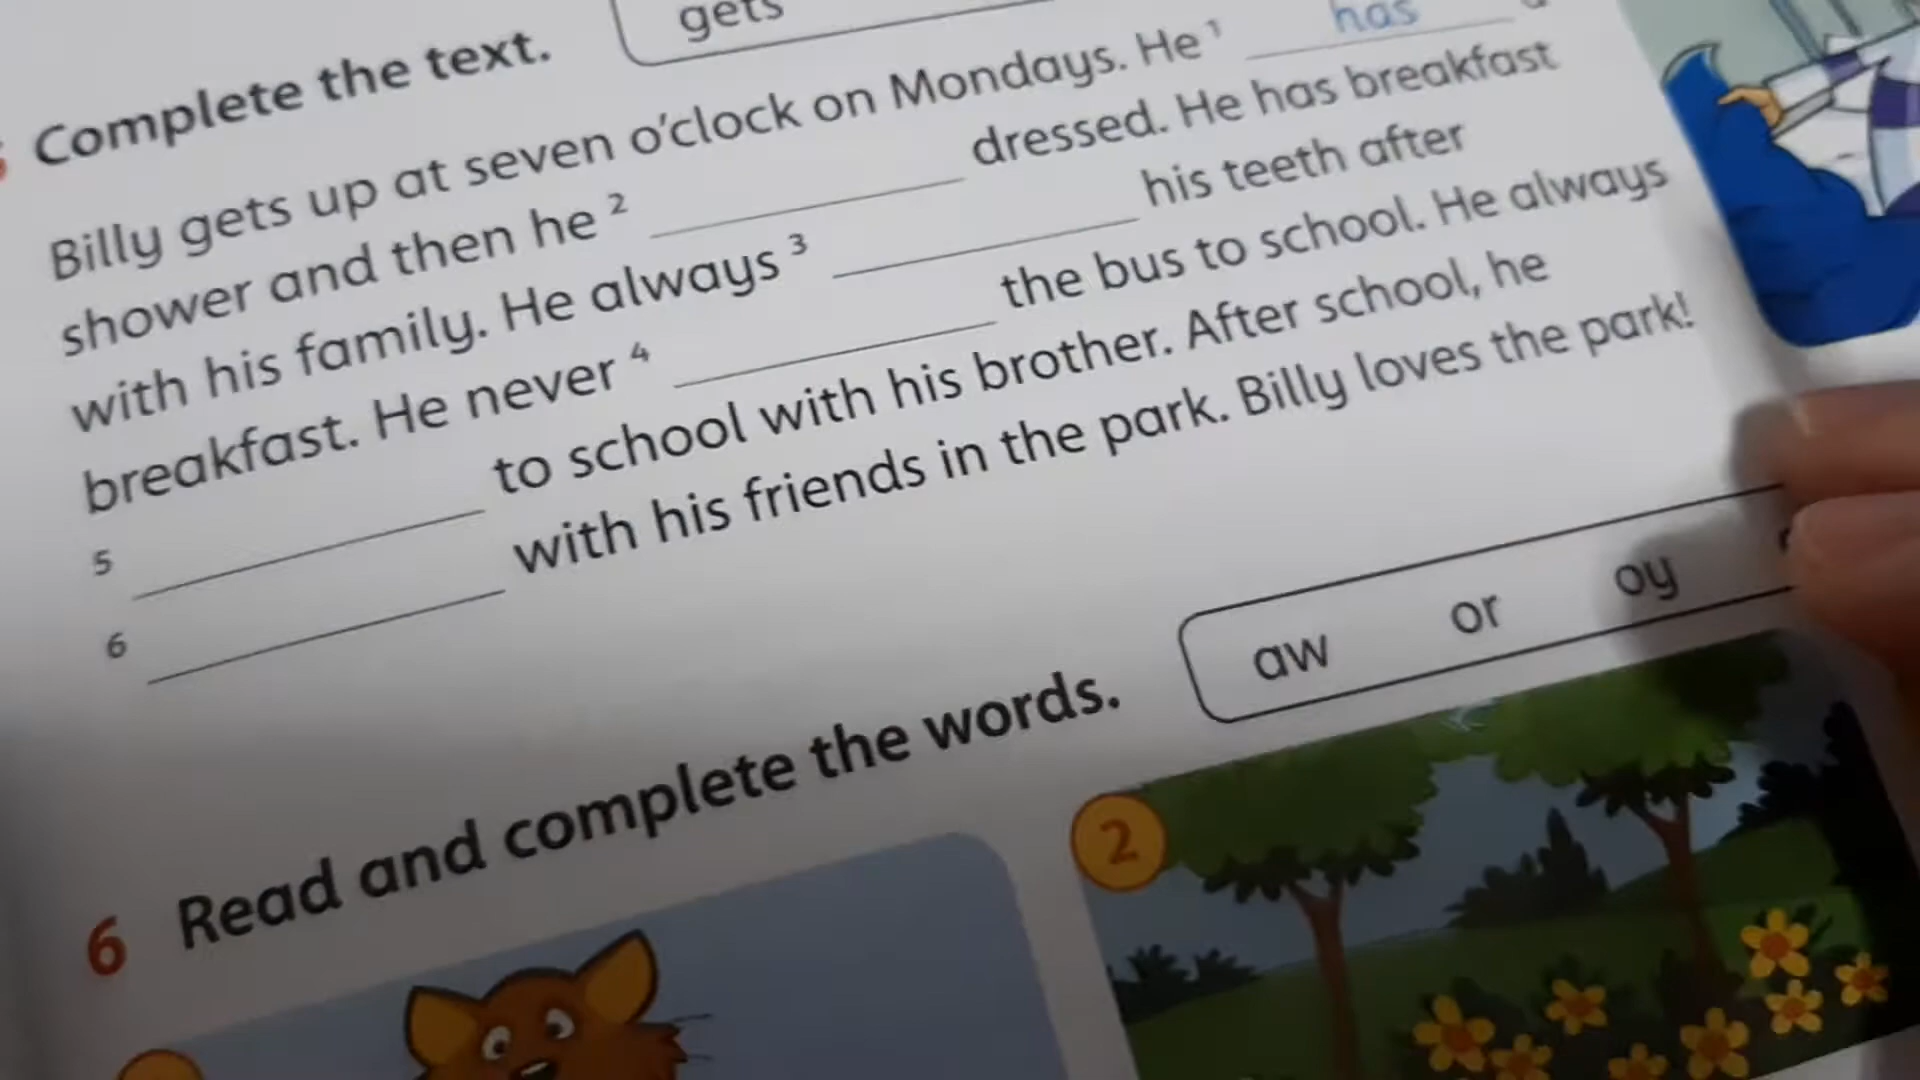 gets
Complete the text.
Billy gets up at seven o'clock on Mondays. He ¹ has
shower and then he ² dressed. He has breakfast
with his family. He always ³ his teeth after
breakfast. He never ⁴ the bus to school. He always
5 to school with his brother. After school, he
6 with his friends in the park. Billy loves the park!
aw or oy
6 Read and complete the words.
2